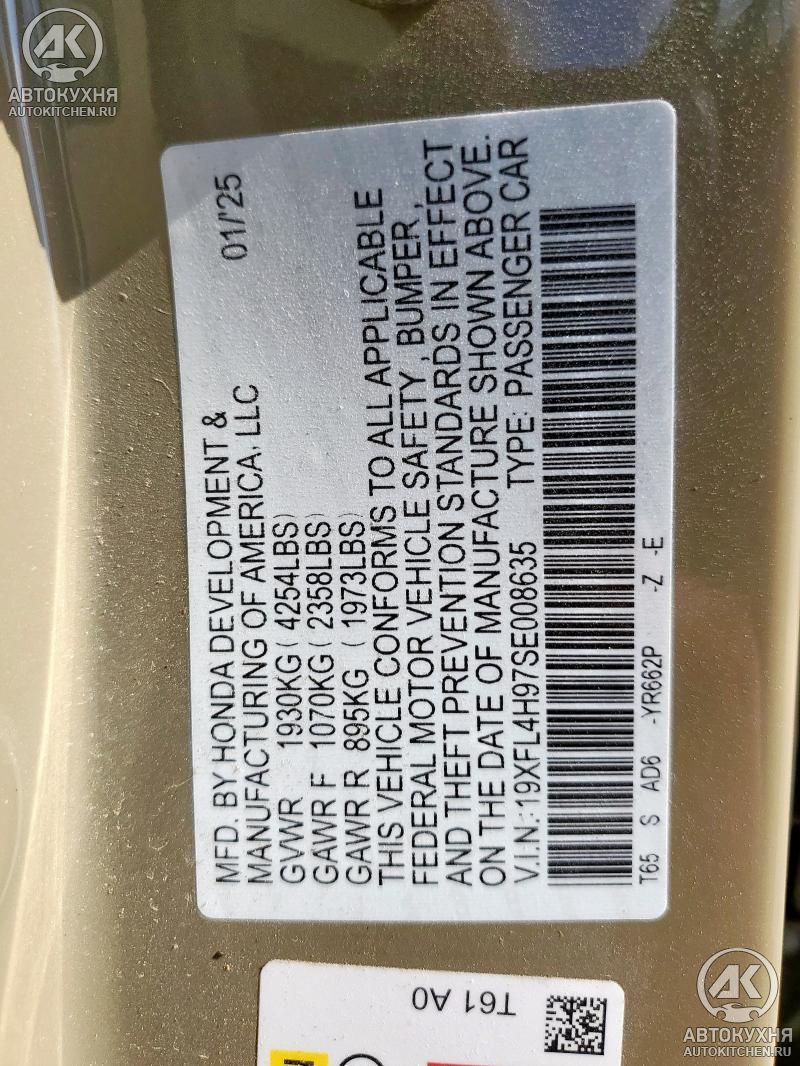 AK
АВТОКУХНЯ
AUTOKITCHEN.RU
MFD. BY HONDA DEVELOPMENT &
MANUFACTURING OF AMERICA, LLC 01/'25
GVWR 1930KG ( 4254LBS)
GAWR F 1070KG ( 2358LBS)
GAWR R 895KG ( 1973LBS)
THIS VEHICLE CONFORMS TO ALL APPLICABLE
FEDERAL MOTOR VEHICLE SAFETY , BUMPER ,
AND THEFT PREVENTION STANDARDS IN EFFECT
ON THE DATE OF MANUFACTURE SHOWN ABOVE.
V.I.N.:19XFL4H97SE008635 TYPE: PASSENGER CAR
T65 S AD6 -YR662P -Z -E
T61 A0
AK
АВТОКУХНЯ
AUTOKITCHEN.RU